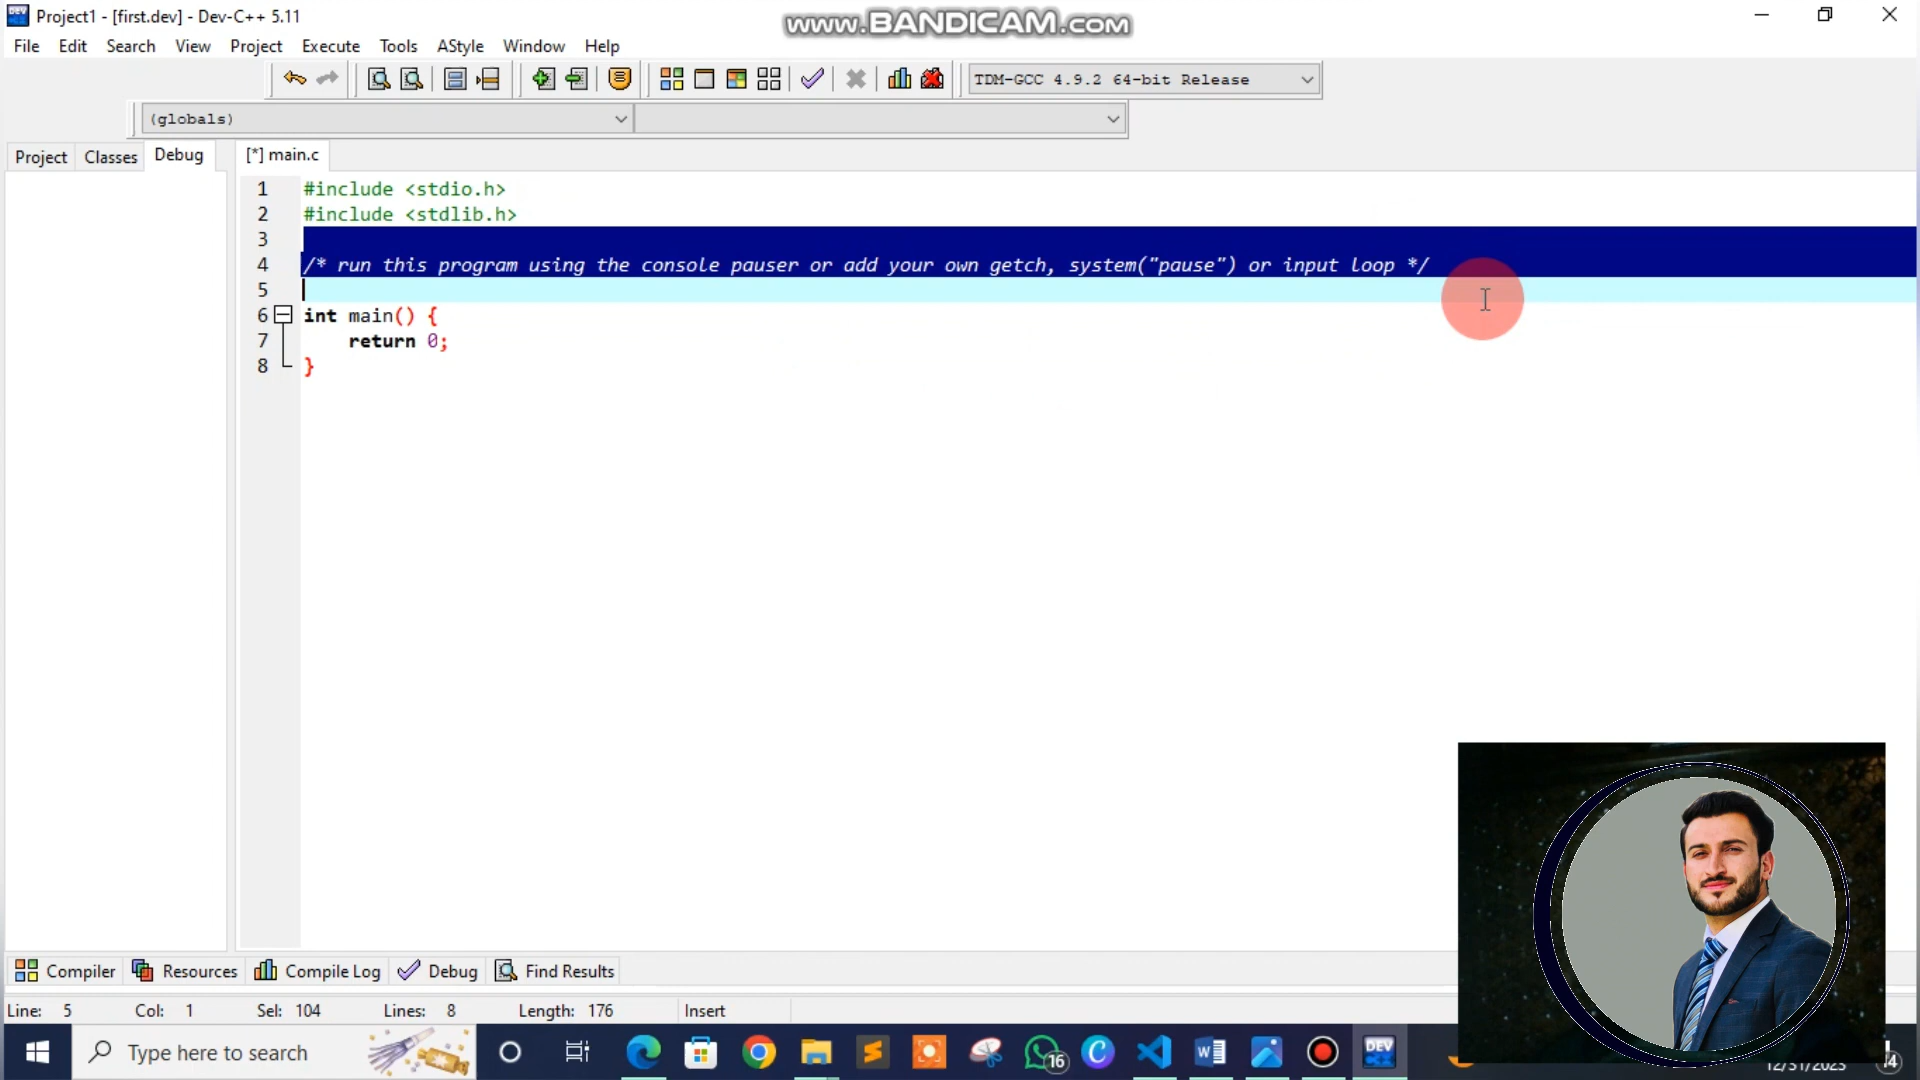 Project1 - [first.dev] - Dev-C++ 5.11
www.BANDICAM.com
File Edit Search View Project Execute Tools AStyle Window Help
TDM-GCC 4.9.2 64-bit Release
(globals)
Project Classes Debug [*] main.c
1 #include <stdio.h>
2 #include <stdlib.h>
3
4 /* run this program using the console pauser or add your own getch, system("pause") or input loop */
5
6 int main() {
7 return 0;
8 }
Compiler Resources Compile Log Debug Find Results
Line: 5 Col: 1 Sel: 104 Lines: 8 Length: 176 Insert
Type here to search
16
DEV
12/31/2023